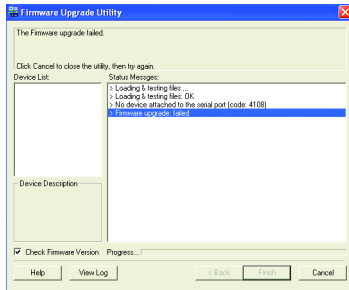 Firmware Upgrade Utility
The Firmware upgrade failed.
Click Cancel to close the utility, then try again.
Device List:
Status Messges:
> Loading & testing files ...
> Loading & testing files: OK
> No device attached to the serial port (code: 4108)
> Firmware upgrade: failed
Device Description
Check Firmware Version
Progress...
Help
View Log
< Back
Finish
Cancel